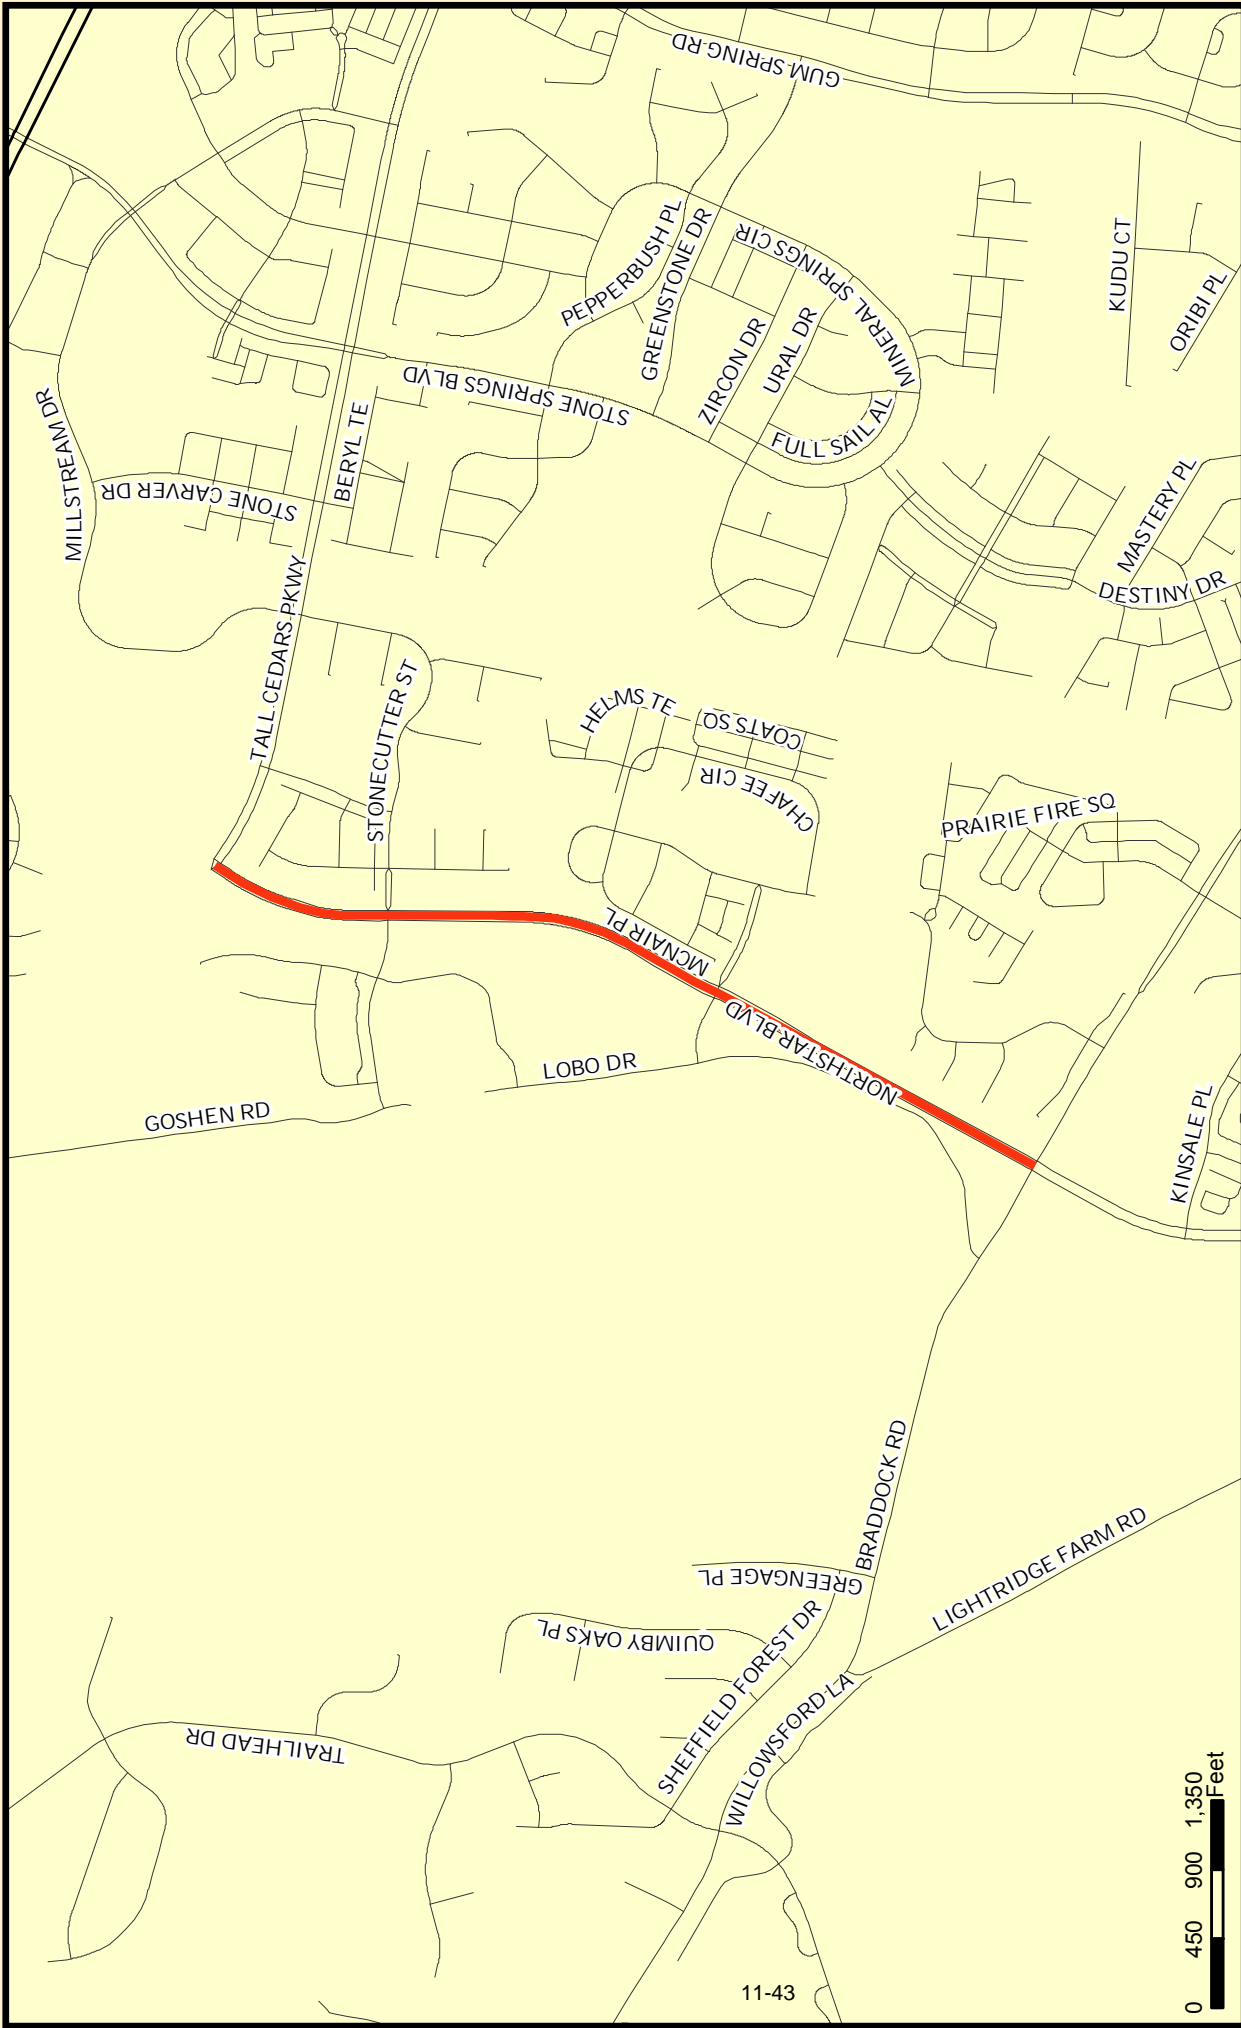 GUM SPRING RD
PEPPERBUSH PL
GREENSTONE DR
MINERAL SPRINGS CIR
KUDU CT
ORIBI PL
ZIRCON DR
URAL DR
STONE SPRINGS BLVD
FULL SAIL AL
MILLSTREAM DR
BERYL TE
STONE CARVER DR
MASTERY PL
DESTINY DR
TALL CEDARS PKWY
STONECUTTER ST
HELMS TE
COATS SQ
CHAFEE CIR
PRAIRIE FIRE SQ
MCNAIR PL
NORTHSTAR BLVD
LOBO DR
GOSHEN RD
KINSALE PL
BRADDOCK RD
LIGHTRIDGE FARM RD
GREENGAGE PL
QUIMBY OAKS PL
SHEFFIELD FOREST DR
WILLOWSFORD LA
TRAILHEAD DR
0 450 900 1,350
Feet
11-43